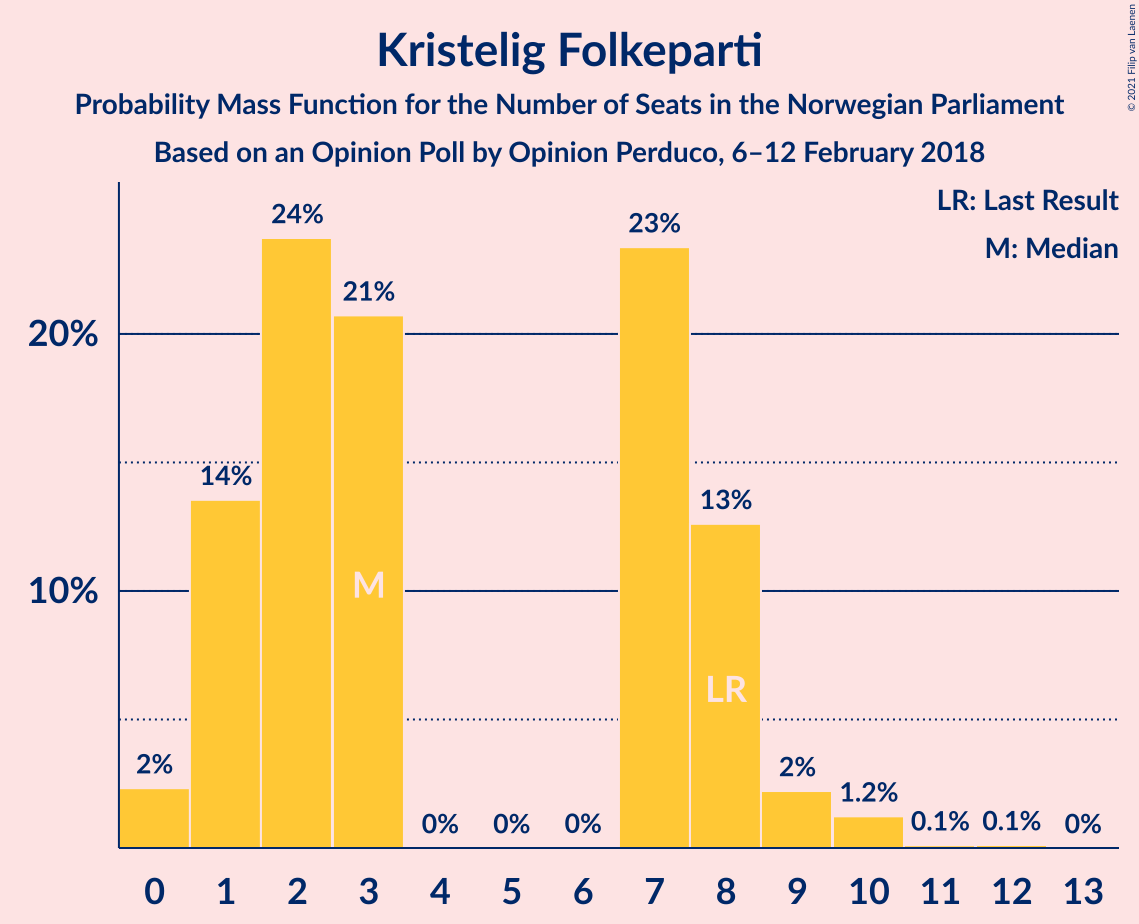 Kristelig Folkeparti
Probability Mass Function for the Number of Seats in the Norwegian Parliament
Based on an Opinion Poll by Opinion Perduco, 6–12 February 2018
© 2021 Filip van Laenen
LR: Last Result
M: Median
24%
23%
21%
20%
14%
13%
10%
M
LR
2%
2%
1.2%
0%
0%
0%
0.1%
0.1%
0%
0 1 2 3 4 5 6 7 8 9 10 11 12 13